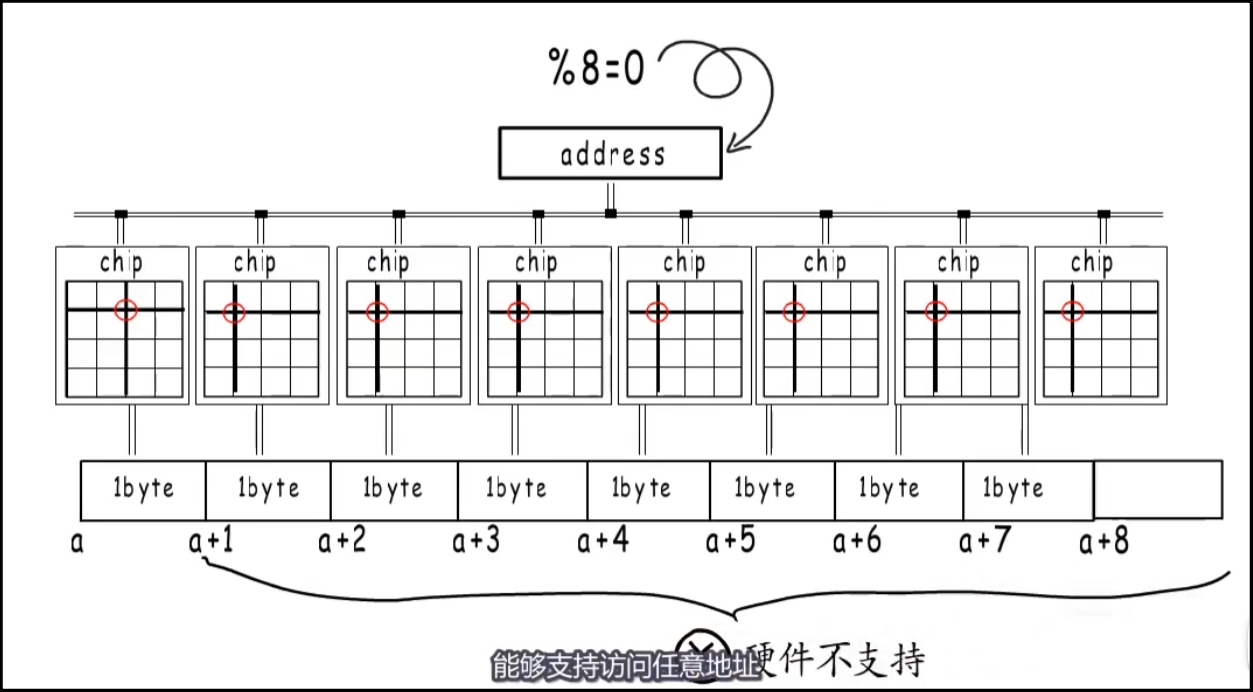 %8=0
address
chip chip chip chip chip chip chip chip
1byte 1byte 1byte 1byte 1byte 1byte 1byte 1byte
a a+1 a+2 a+3 a+4 a+5 a+6 a+7 a+8
硬件不支持
能够支持访问任意地址